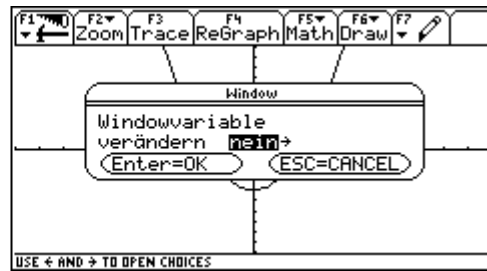 F1 F2 Zoom F3 Trace F4 ReGraph F5 Math F6 Draw F7
Window
Windowvariable
verändern nein→
Enter=OK ESC=CANCEL
USE ← AND → TO OPEN CHOICES